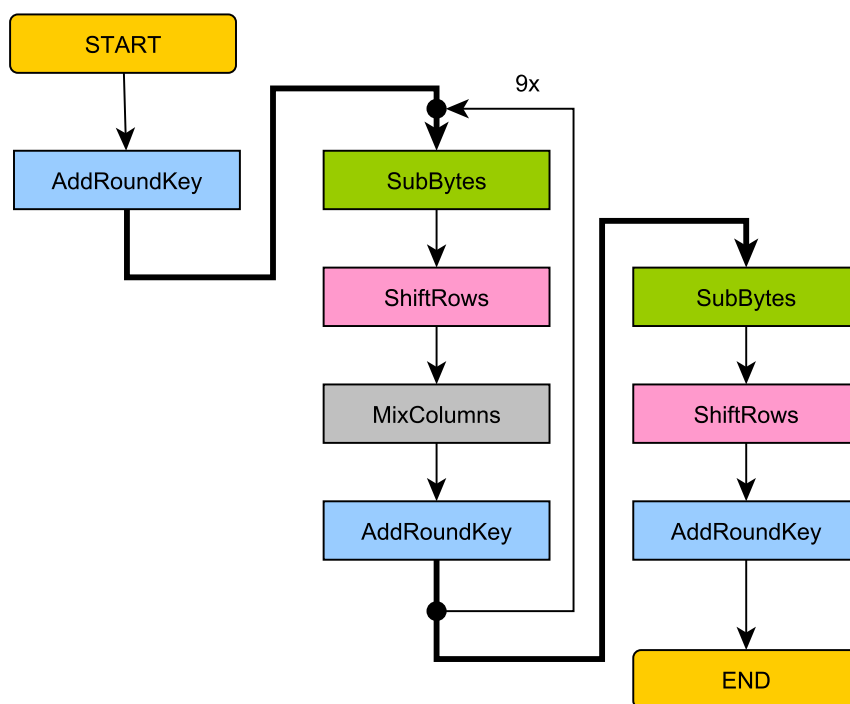 START
AddRoundKey
9x
SubBytes
ShiftRows
MixColumns
AddRoundKey
SubBytes
ShiftRows
AddRoundKey
END